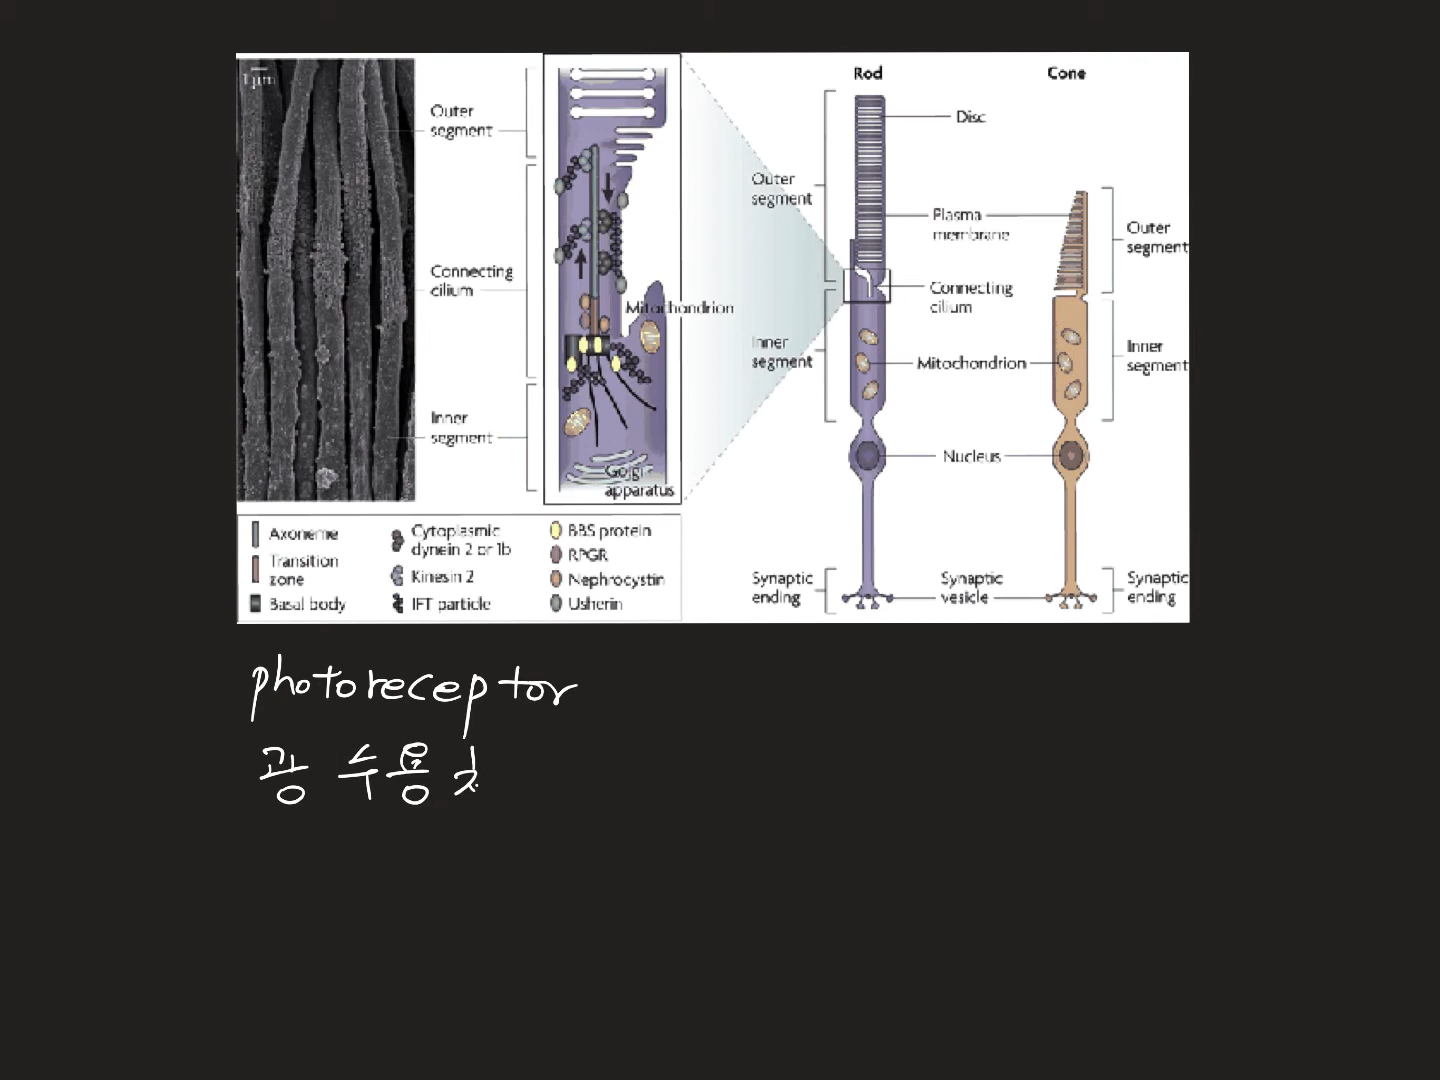 1μm
Outer
segment
Connecting
cilium
Inner
segment
Mitochondrion
Golgi
apparatus
Axoneme
Transition
zone
Basal body
Cytoplasmic
dynein 2 or 1b
Kinesin 2
IFT particle
BBS protein
RPGR
Nephrocystin
Usherin
Rod
Cone
Outer
segment
Inner
segment
Synaptic
ending
Disc
Plasma
membrane
Connecting
cilium
Mitochondrion
Nucleus
Synaptic
vesicle
Outer
segment
Inner
segment
Synaptic
ending
photoreceptor
광 수용